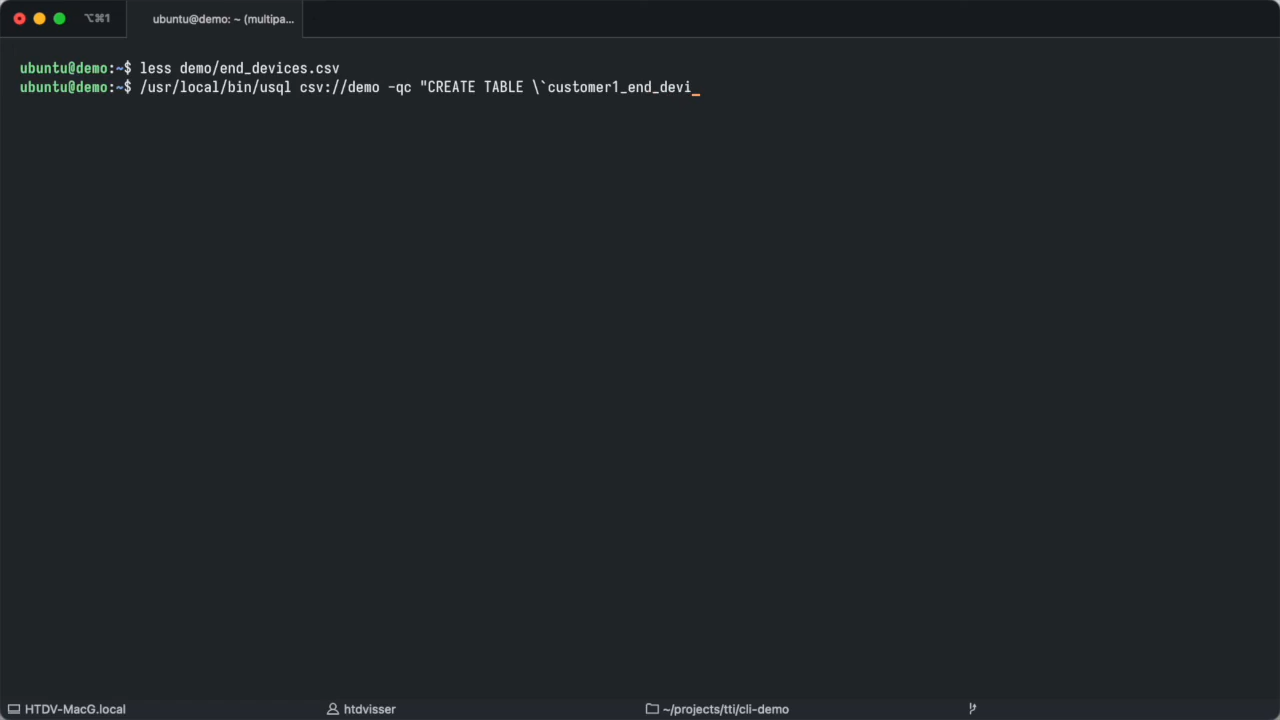 ⌥⌘1
ubuntu@demo: ~ (multipa...
ubuntu@demo:~$ less demo/end_devices.csv
ubuntu@demo:~$ /usr/local/bin/usql csv://demo -qc "CREATE TABLE \`customer1_end_devi_
HTDV-MacG.local
htdvisser
~/projects/tti/cli-demo